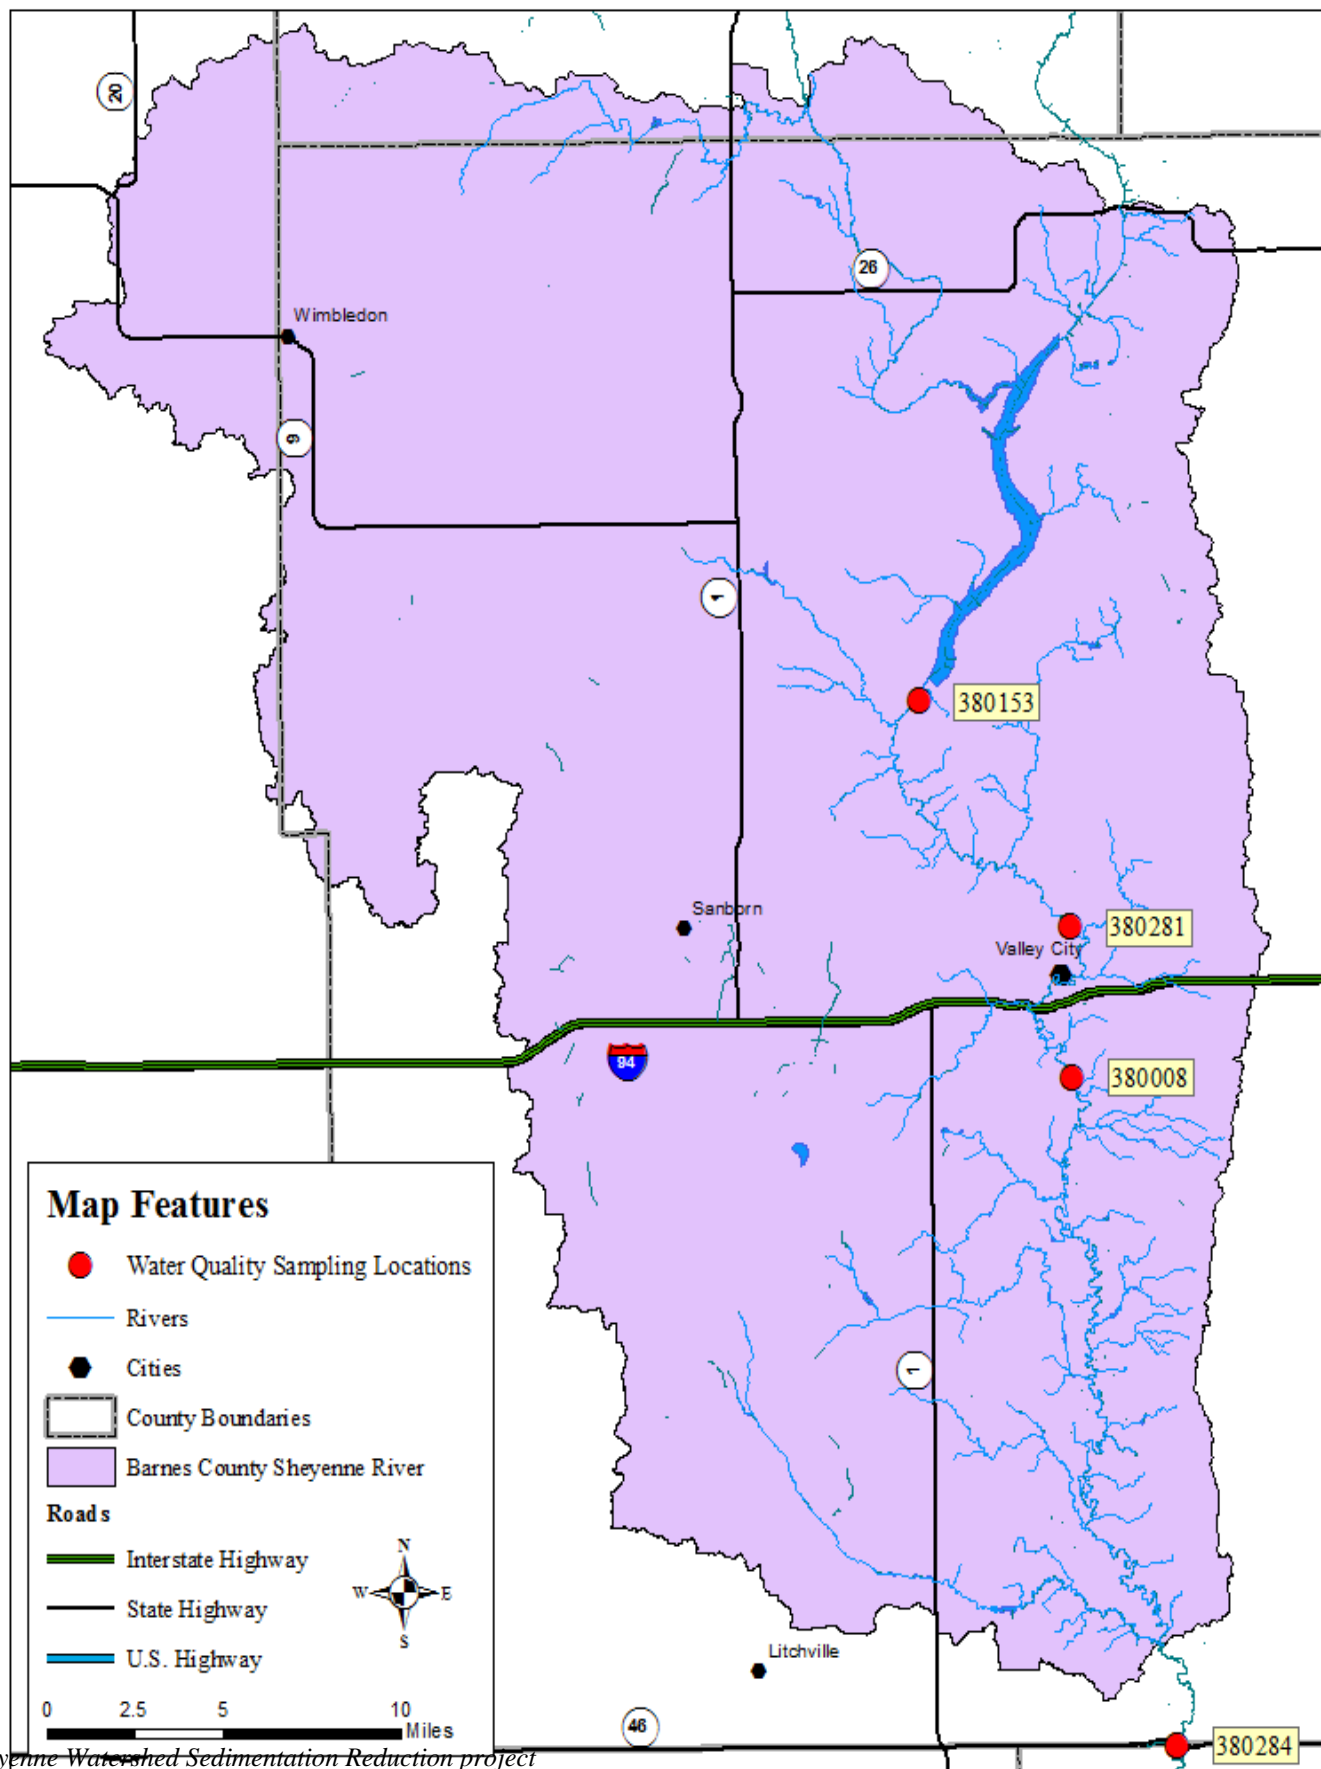 20
26
Wimbledon
9
1
380153
Sanborn
380281
Valley City
94
380008
1
Map Features
Water Quality Sampling Locations
Rivers
Cities
County Boundaries
Barnes County Sheyenne River
Roads
Interstate Highway
State Highway
U.S. Highway
N
W E
S
0 2.5 5 10
Miles
Litchville
46
380284
yenne Watershed Sedimentation Reduction project